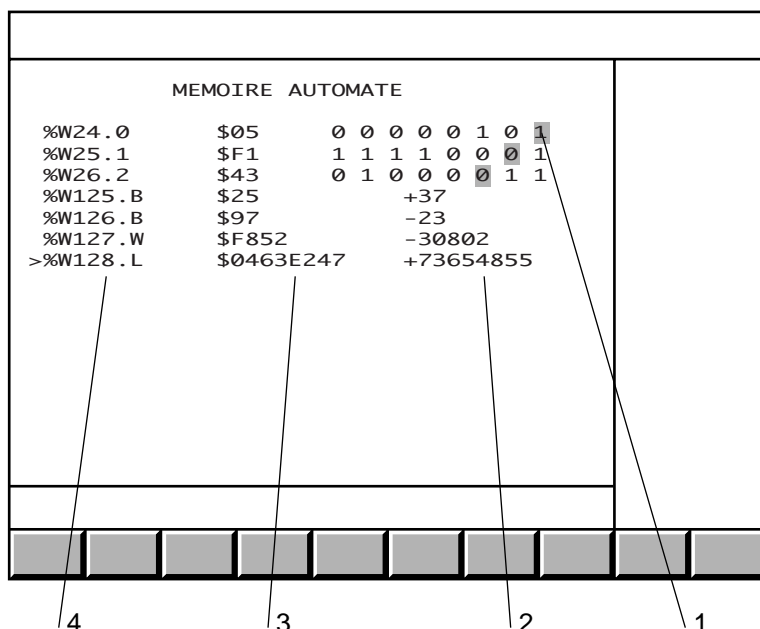 MEMOIRE AUTOMATE
%W24.0 $05 0 0 0 0 0 1 0 1
%W25.1 $F1 1 1 1 1 0 0 0 1
%W26.2 $43 0 1 0 0 0 0 1 1
%W125.B $25 +37
%W126.B $97 -23
%W127.W $F852 -30802
>%W128.L $0463E247 +73654855
4 3 2 1